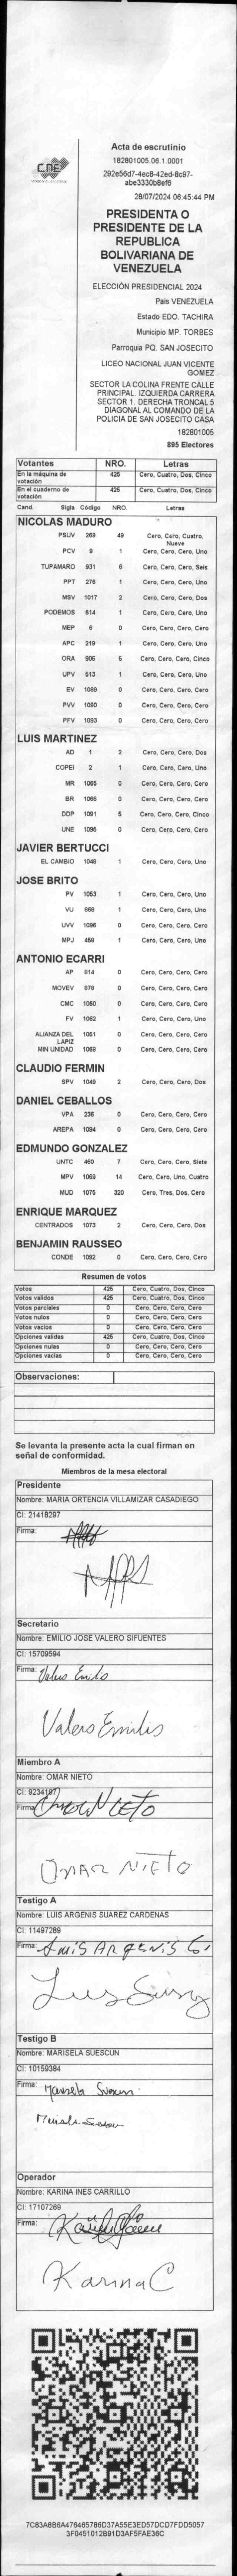 CNE
Acta de escrutinio
182801005.06.1.0001
292e56d7-4ec8-42ed-8c97-
abe3330b8ef6
28/07/2024 06:45:44 PM
PRESIDENTA O
PRESIDENTE DE LA
REPUBLICA
BOLIVARIANA DE
VENEZUELA
ELECCIÓN PRESIDENCIAL 2024
País VENEZUELA
Estado EDO. TACHIRA
Municipio MP. TORBES
Parroquia PQ. SAN JOSECITO
LICEO NACIONAL JUAN VICENTE
GOMEZ
SECTOR LA COLINA FRENTE CALLE
PRINCIPAL. IZQUIERDA CARRERA
SECTOR 1. DERECHA TRONCAL 5
DIAGONAL AL COMANDO DE LA
POLICIA DE SAN JOSECITO CASA
182801005
895 Electores
Votantes NRO. Letras
En la máquina de votación 425 Cero, Cuatro, Dos, Cinco
En el cuaderno de votación 425 Cero, Cuatro, Dos, Cinco
Cand. Sigla Código NRO. Letras
NICOLAS MADURO
PSUV 269 49 Cero, Cero, Cuatro, Nueve
PCV 9 1 Cero, Cero, Cero, Uno
TUPAMARO 931 6 Cero, Cero, Cero, Seis
PPT 276 1 Cero, Cero, Cero, Uno
MSV 1017 2 Cero, Cero, Cero, Dos
PODEMOS 514 1 Cero, Cero, Cero, Uno
MEP 6 0 Cero, Cero, Cero, Cero
APC 219 1 Cero, Cero, Cero, Uno
ORA 906 5 Cero, Cero, Cero, Cinco
UPV 513 1 Cero, Cero, Cero, Uno
EV 1089 0 Cero, Cero, Cero, Cero
PVV 1090 0 Cero, Cero, Cero, Cero
PFV 1093 0 Cero, Cero, Cero, Cero
LUIS MARTINEZ
AD 1 2 Cero, Cero, Cero, Dos
COPEI 2 1 Cero, Cero, Cero, Uno
MR 1065 0 Cero, Cero, Cero, Cero
BR 1066 0 Cero, Cero, Cero, Cero
DDP 1091 5 Cero, Cero, Cero, Cinco
UNE 1095 0 Cero, Cero, Cero, Cero
JAVIER BERTUCCI
EL CAMBIO 1048 1 Cero, Cero, Cero, Uno
JOSE BRITO
PV 1053 1 Cero, Cero, Cero, Uno
VU 868 1 Cero, Cero, Cero, Uno
UVV 1096 0 Cero, Cero, Cero, Cero
MPJ 459 1 Cero, Cero, Cero, Uno
ANTONIO ECARRI
AP 814 0 Cero, Cero, Cero, Cero
MOVEV 979 0 Cero, Cero, Cero, Cero
CMC 1050 0 Cero, Cero, Cero, Cero
FV 1052 1 Cero, Cero, Cero, Uno
ALIANZA DEL LAPIZ 1051 0 Cero, Cero, Cero, Cero
MIN UNIDAD 1068 0 Cero, Cero, Cero, Cero
CLAUDIO FERMIN
SPV 1049 2 Cero, Cero, Cero, Dos
DANIEL CEBALLOS
VPA 236 0 Cero, Cero, Cero, Cero
AREPA 1094 0 Cero, Cero, Cero, Cero
EDMUNDO GONZALEZ
UNTC 460 7 Cero, Cero, Cero, Siete
MPV 1069 14 Cero, Cero, Uno, Cuatro
MUD 1075 320 Cero, Tres, Dos, Cero
ENRIQUE MARQUEZ
CENTRADOS 1073 2 Cero, Cero, Cero, Dos
BENJAMIN RAUSSEO
CONDE 1092 0 Cero, Cero, Cero, Cero
Resumen de votos
Votos 425 Cero, Cuatro, Dos, Cinco
Votos validos 425 Cero, Cuatro, Dos, Cinco
Votos parciales 0 Cero, Cero, Cero, Cero
Votos nulos 0 Cero, Cero, Cero, Cero
Votos vacios 0 Cero, Cero, Cero, Cero
Opciones validas 425 Cero, Cuatro, Dos, Cinco
Opciones nulas 0 Cero, Cero, Cero, Cero
Opciones vacias 0 Cero, Cero, Cero, Cero
Observaciones:
Se levanta la presente acta la cual firman en
señal de conformidad.
Miembros de la mesa electoral
Presidente
Nombre: MARIA ORTENCIA VILLAMIZAR CASADIEGO
CI: 21418297
Firma:
Secretario
Nombre: EMILIO JOSE VALERO SIFUENTES
CI: 15709594
Firma: Valero Emilio
Valero Emilio
Miembro A
Nombre: OMAR NIETO
CI: 9234197
Firma: Omar NIETO
OMAR NIETO
Testigo A
Nombre: LUIS ARGENIS SUAREZ CARDENAS
CI: 11497289
Firma: LUIS ARGENIS
Luis Suarez
Testigo B
Nombre: MARISELA SUESCUN
CI: 10159384
Firma: Marisela Suescun
Marisela Suescun
Operador
Nombre: KARINA INES CARRILLO
CI: 17107269
Firma:
Karina C
7C83A8B6A476465786D37A55E3ED57DCD7FDD5057
3F0451012B91D3AF5FAE36C